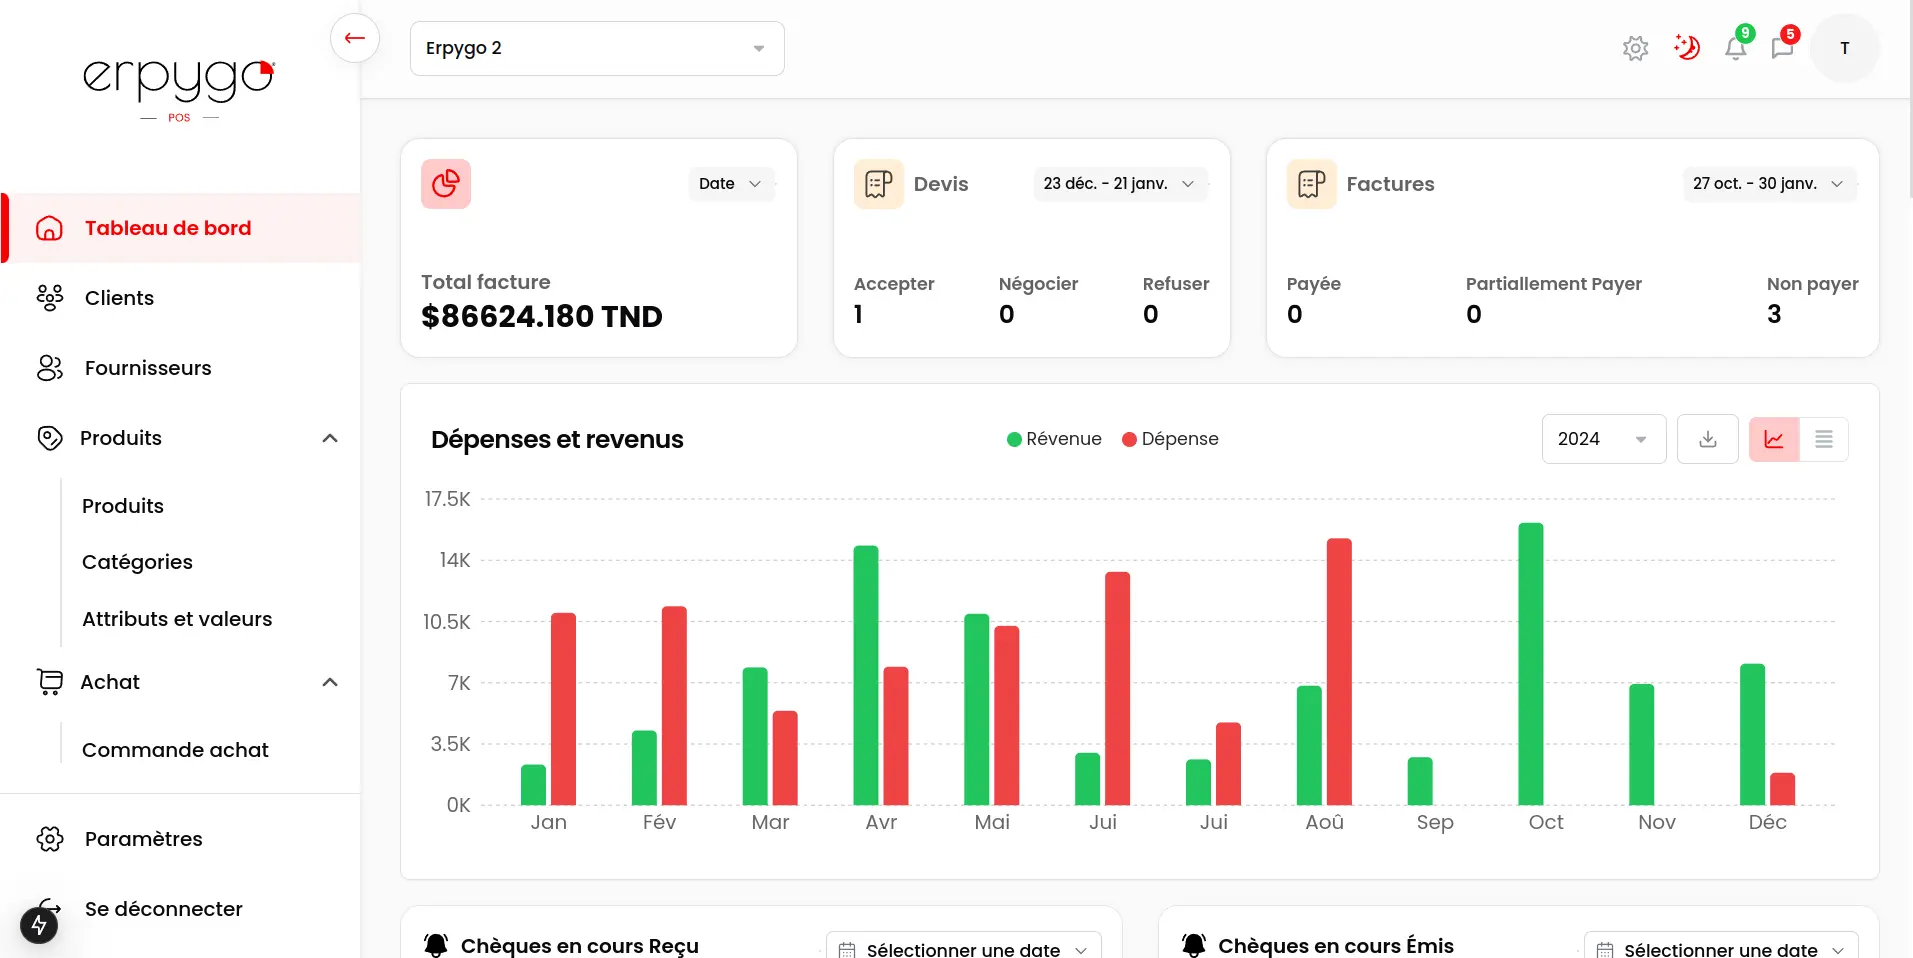 erpygo
POS
Tableau de bord
Clients
Fournisseurs
Produits
Produits
Catégories
Attributs et valeurs
Achat
Commande achat
Paramètres
Se déconnecter
Erpygo 2
9
5
T
Date
Total facture
$86624.180 TND
Devis
23 déc. - 21 janv.
Accepter Négocier Refuser
1 0 0
Factures
27 oct. - 30 janv.
Payée Partiallement Payer Non payer
0 0 3
Dépenses et revenus
Révenue Dépense
2024
17.5K
14K
10.5K
7K
3.5K
0K
Jan Fév Mar Avr Mai Jui Jui Aoû Sep Oct Nov Déc
Chèques en cours Reçu
Sélectionner une date
Chèques en cours Émis
Sélectionner une date